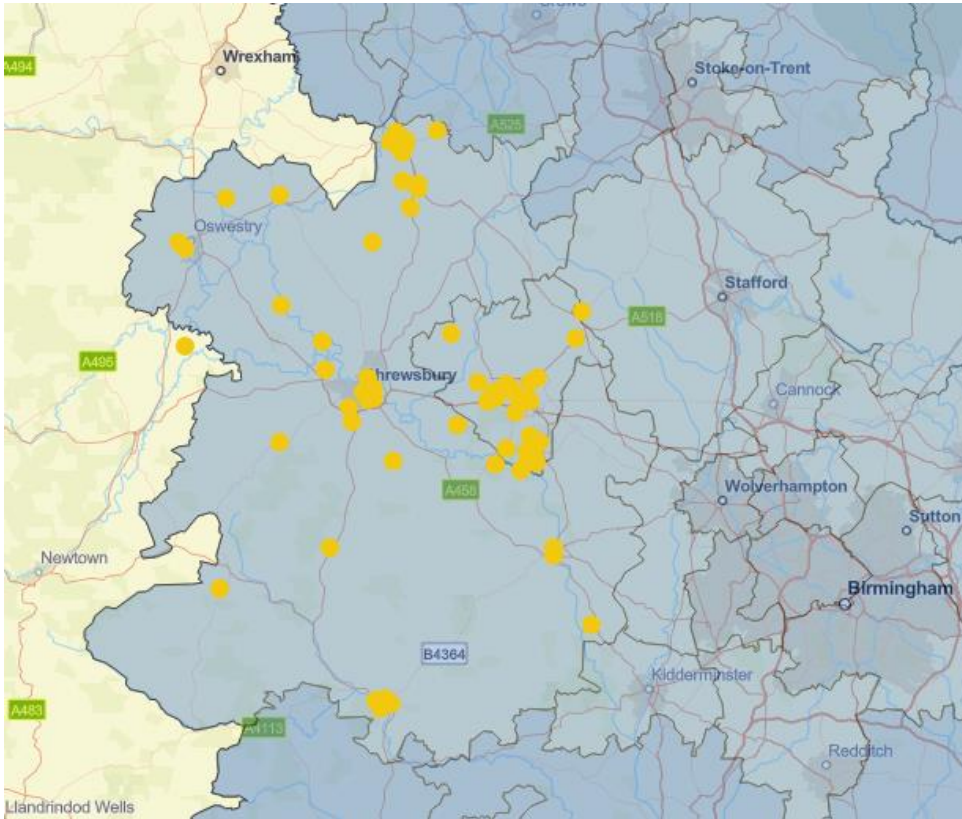 Crewe
A494
Wrexham
Stoke-on-Trent
A525
Oswestry
Stafford
A518
A495
Shrewsbury
Cannock
A458
Wolverhampton
Sutton
Newtown
Birmingham
B4364
Kidderminster
A483
A4113
Redditch
Llandrindod Wells